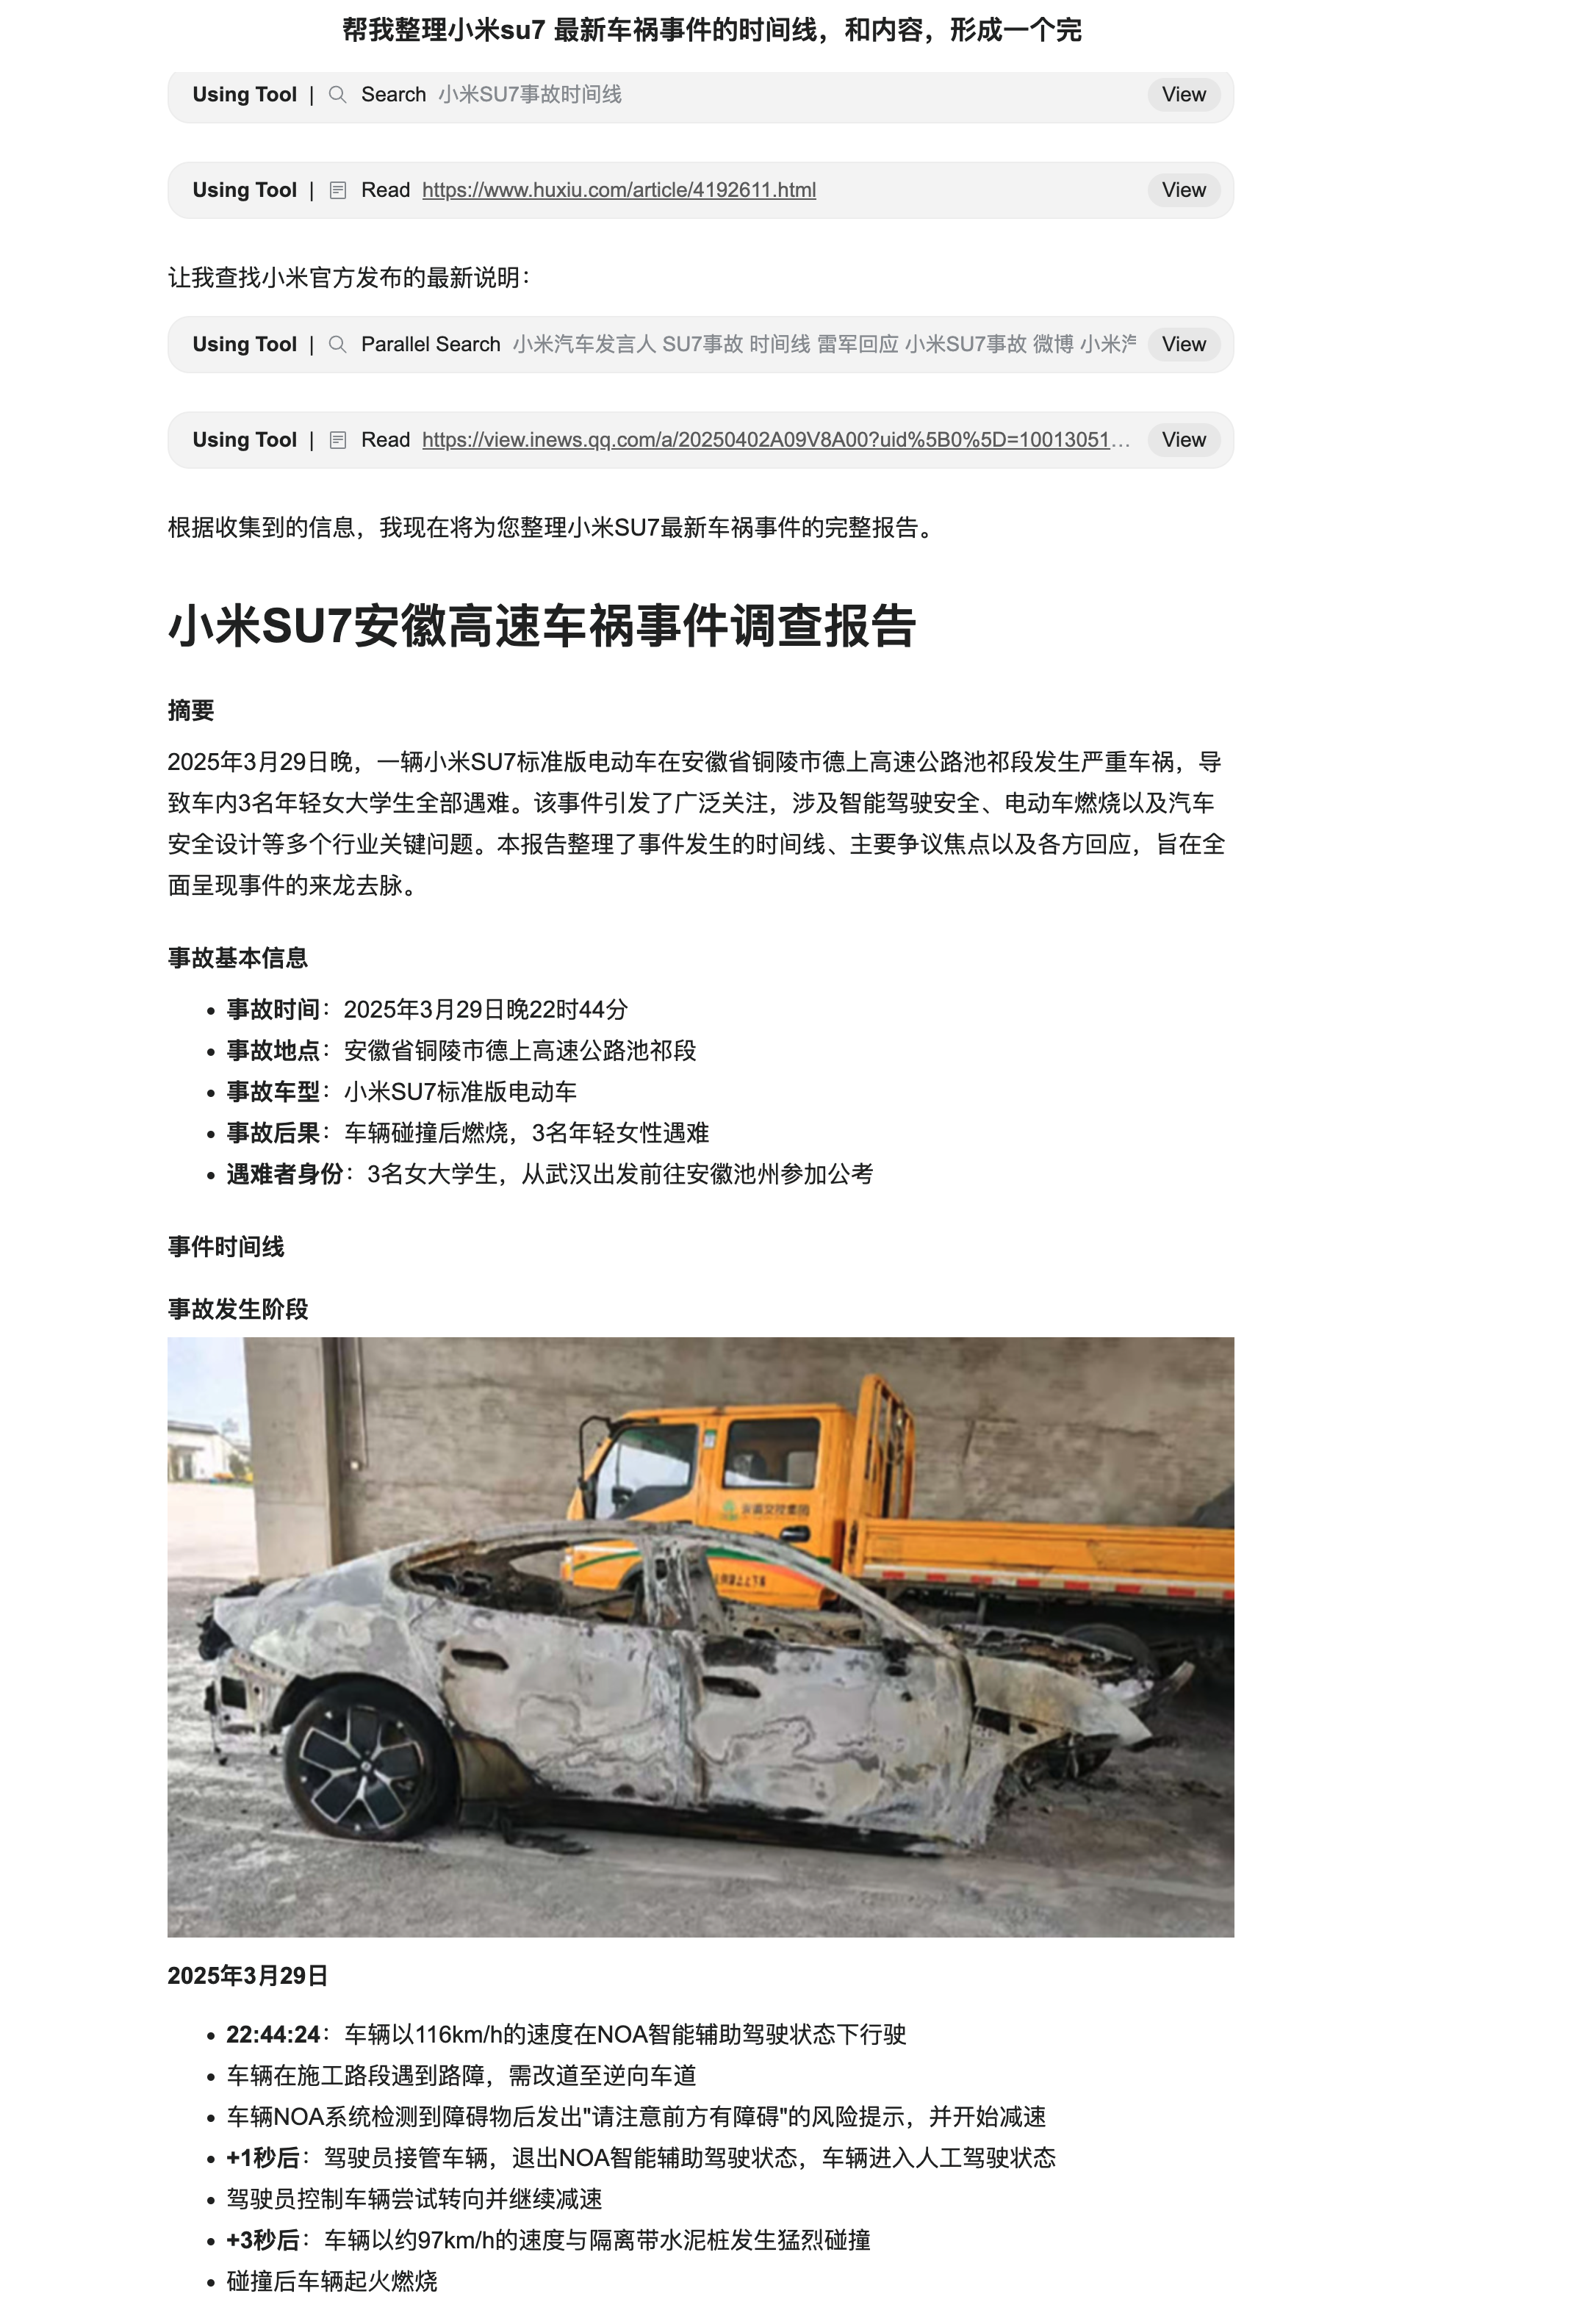 帮我整理小米su7 最新车祸事件的时间线，和内容，形成一个完
Using Tool | Search 小米SU7事故时间线 View
Using Tool | Read https://www.huxiu.com/article/4192611.html View
让我查找小米官方发布的最新说明：
Using Tool | Parallel Search 小米汽车发言人 SU7事故 时间线 雷军回应 小米SU7事故 微博 小米汽 View
Using Tool | Read https://view.inews.qq.com/a/20250402A09V8A00?uid%5B0%5D=10013051... View
根据收集到的信息，我现在将为您整理小米SU7最新车祸事件的完整报告。
小米SU7安徽高速车祸事件调查报告
摘要
2025年3月29日晚，一辆小米SU7标准版电动车在安徽省铜陵市德上高速公路池祁段发生严重车祸，导
致车内3名年轻女大学生全部遇难。该事件引发了广泛关注，涉及智能驾驶安全、电动车燃烧以及汽车
安全设计等多个行业关键问题。本报告整理了事件发生的时间线、主要争议焦点以及各方回应，旨在全
面呈现事件的来龙去脉。
事故基本信息
• 事故时间：2025年3月29日晚22时44分
• 事故地点：安徽省铜陵市德上高速公路池祁段
• 事故车型：小米SU7标准版电动车
• 事故后果：车辆碰撞后燃烧，3名年轻女性遇难
• 遇难者身份：3名女大学生，从武汉出发前往安徽池州参加公考
事件时间线
事故发生阶段
2025年3月29日
• 22:44:24：车辆以116km/h的速度在NOA智能辅助驾驶状态下行驶
• 车辆在施工路段遇到路障，需改道至逆向车道
• 车辆NOA系统检测到障碍物后发出"请注意前方有障碍"的风险提示，并开始减速
• +1秒后：驾驶员接管车辆，退出NOA智能辅助驾驶状态，车辆进入人工驾驶状态
• 驾驶员控制车辆尝试转向并继续减速
• +3秒后：车辆以约97km/h的速度与隔离带水泥桩发生猛烈碰撞
• 碰撞后车辆起火燃烧